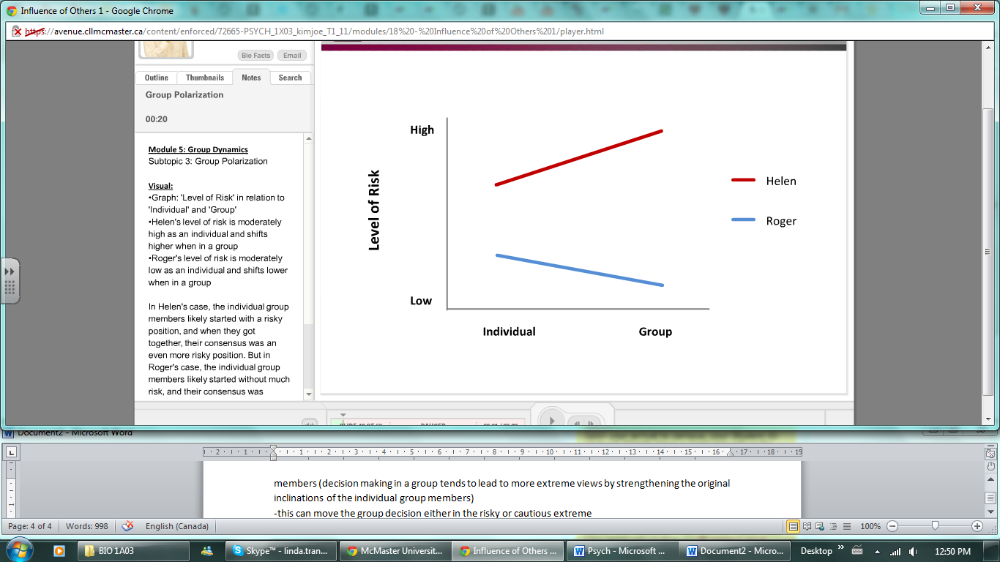 Influence of Others 1 - Google Chrome
https://avenue.cllmcmaster.ca/content/enforced/72665-PSYCH_1X03_kimjoe_T1_11/modules/18%20-%20Influence%20of%20Others%201/player.html
Bio Facts Email
Outline Thumbnails Notes Search
Group Polarization
00:20
Module 5: Group Dynamics
Subtopic 3: Group Polarization
Visual:
•Graph: 'Level of Risk' in relation to
'Individual' and 'Group'
•Helen's level of risk is moderately
high as an individual and shifts
higher when in a group
•Roger's level of risk is moderately
low as an individual and shifts lower
when in a group
In Helen's case, the individual group
members likely started with a risky
position, and when they got
together, their consensus was an
even more risky position. But in
Roger's case, the individual group
members likely started without much
risk, and their consensus was
High
Level of Risk
Low
Individual Group
Helen
Roger
Document2 - Microsoft Word
2 1 1 2 3 4 5 6 7 8 9 10 11 12 13 14 15 16 17 18 19
members (decision making in a group tends to lead to more extreme views by strengthening the original
inclinations of the individual group members)
-this can move the group decision either in the risky or cautious extreme
Page: 4 of 4 Words: 998 English (Canada) 100%
BIO 1A03 Skype™ - linda.tran... McMaster Universit... Influence of Others ... Psych - Microsoft ... Document2 - Micro... Desktop 12:50 PM